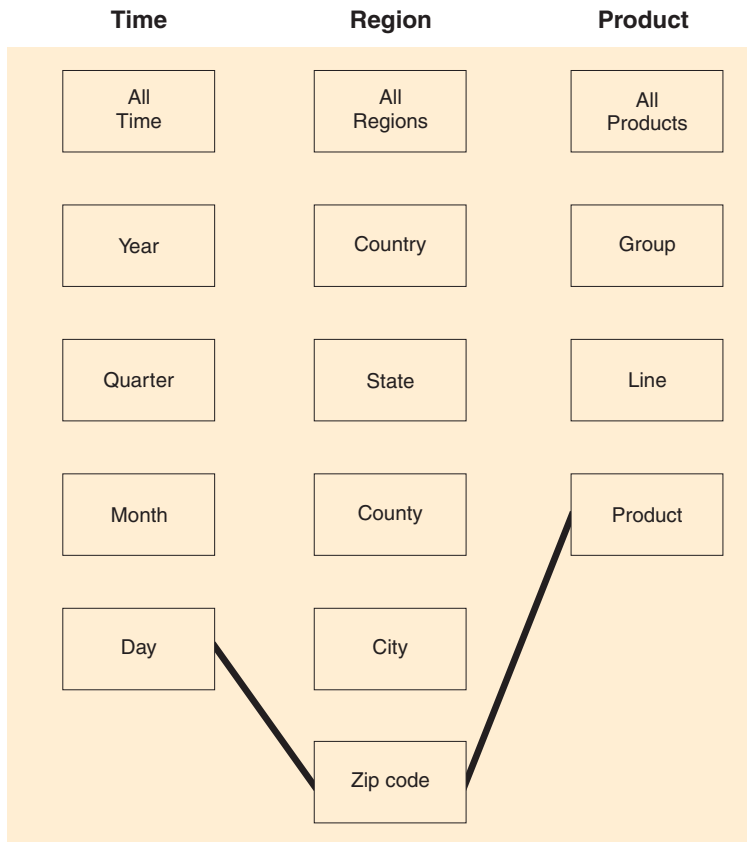 Time
Region
Product
All
Time
All
Regions
All
Products
Year
Country
Group
Quarter
State
Line
Month
County
Product
Day
City
Zip code